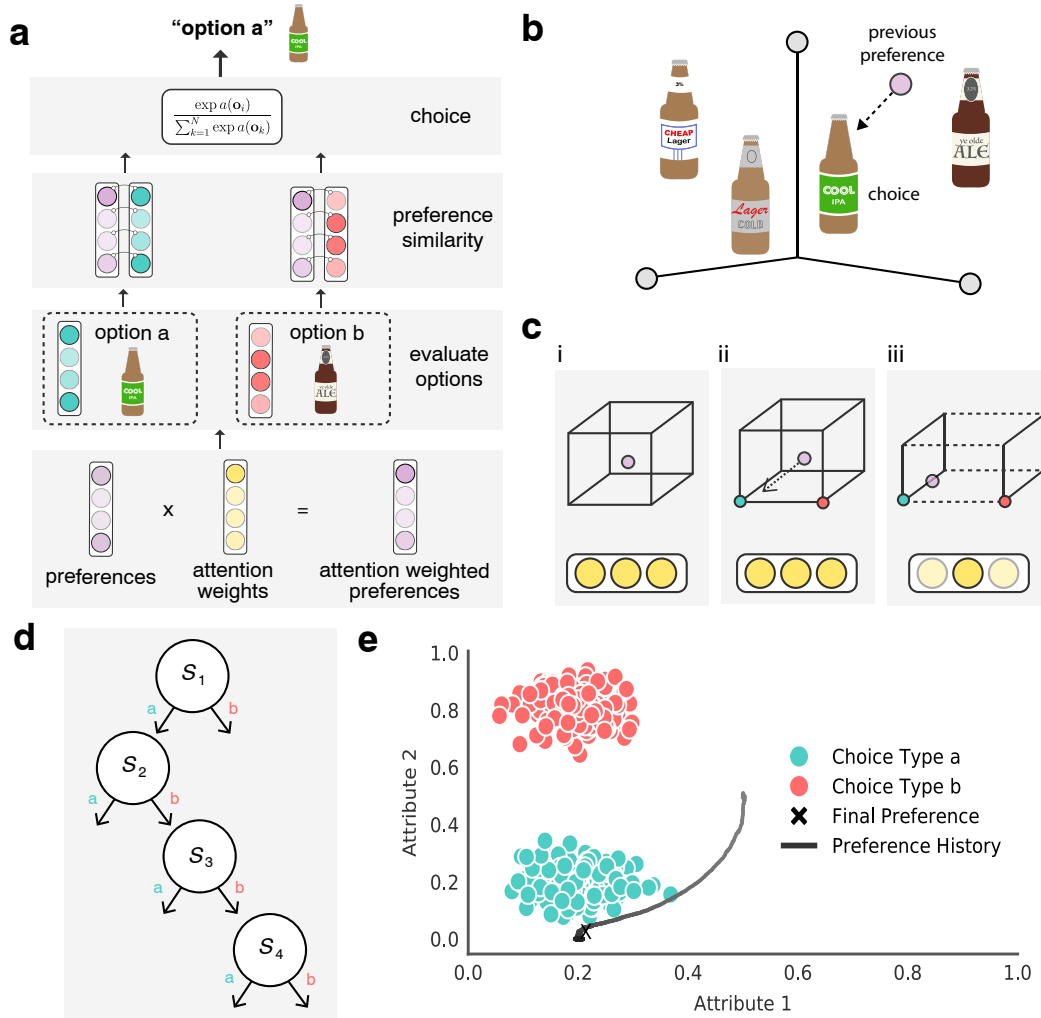 a
"option a"
COOL
IPA
exp a(o_i)
∑_{k=1}^{N} exp a(o_k)
choice
preference
similarity
option a
COOL
IPA
option b
ye olde
ALE
evaluate
options
x
=
preferences
attention
weights
attention weighted
preferences
b
previous
preference
3%
CHEAP
Lager
Lager
COLD
COOL
IPA
choice
ye olde
ALE
c
i
ii
iii
d
S1
a
b
S2
a
b
S3
a
b
S4
a
b
e
1.0
0.8
0.6
0.4
0.2
0.0
Attribute 2
Choice Type a
Choice Type b
Final Preference
Preference History
0.0
0.2
0.4
0.6
0.8
1.0
Attribute 1